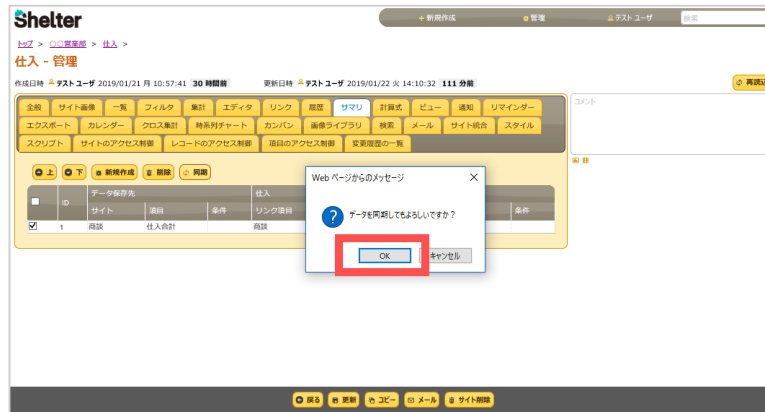 Shelter
+ 新規作成 管理 テストユーザ 検索
トップ > 〇〇営業部 > 仕入 >
仕入 - 管理
作成日時 テストユーザ 2019/01/21 月 10:57:41 30 時間前 更新日時 テストユーザ 2019/01/22 火 14:10:32 111 分前 再読込
全般 サイト画像 一覧 フィルタ 集計 エディタ リンク 履歴 サマリ 計算式 ビュー 通知 リマインダー
コメント
エクスポート カレンダー クロス集計 時系列チャート カンバン 画像ライブラリ 検索 メール サイト統合 スタイル
スクリプト サイトのアクセス制御 レコードのアクセス制御 項目のアクセス制御 変更履歴の一覧
上 下 新規作成 削除 同期
Web ページからのメッセージ
データを同期してもよろしいですか?
OK キャンセル
ID データ保存先 仕入
サイト 項目 条件 リンク項目 条件
1 商談 仕入合計 商談
戻る 更新 コピー メール サイト削除